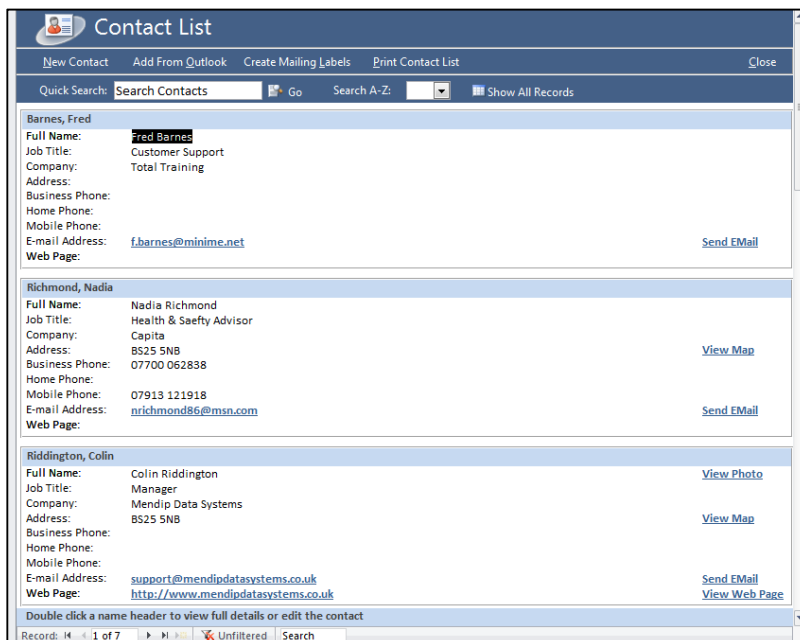 Contact List
New Contact Add From Outlook Create Mailing Labels Print Contact List Close
Quick Search: Search Contacts Go Search A-Z: Show All Records
Barnes, Fred
Full Name: Fred Barnes
Job Title: Customer Support
Company: Total Training
Address:
Business Phone:
Home Phone:
Mobile Phone:
E-mail Address: f.barnes@minime.net Send EMail
Web Page:
Richmond, Nadia
Full Name: Nadia Richmond
Job Title: Health & Saefty Advisor
Company: Capita
Address: BS25 5NB View Map
Business Phone: 07700 062838
Home Phone:
Mobile Phone: 07913 121918
E-mail Address: nrichmond86@msn.com Send EMail
Web Page:
Riddington, Colin
Full Name: Colin Riddington View Photo
Job Title: Manager
Company: Mendip Data Systems
Address: BS25 5NB View Map
Business Phone:
Home Phone:
Mobile Phone:
E-mail Address: support@mendipdatasystems.co.uk Send EMail
Web Page: http://www.mendipdatasystems.co.uk View Web Page
Double click a name header to view full details or edit the contact
Record: 1 of 7 Unfiltered Search